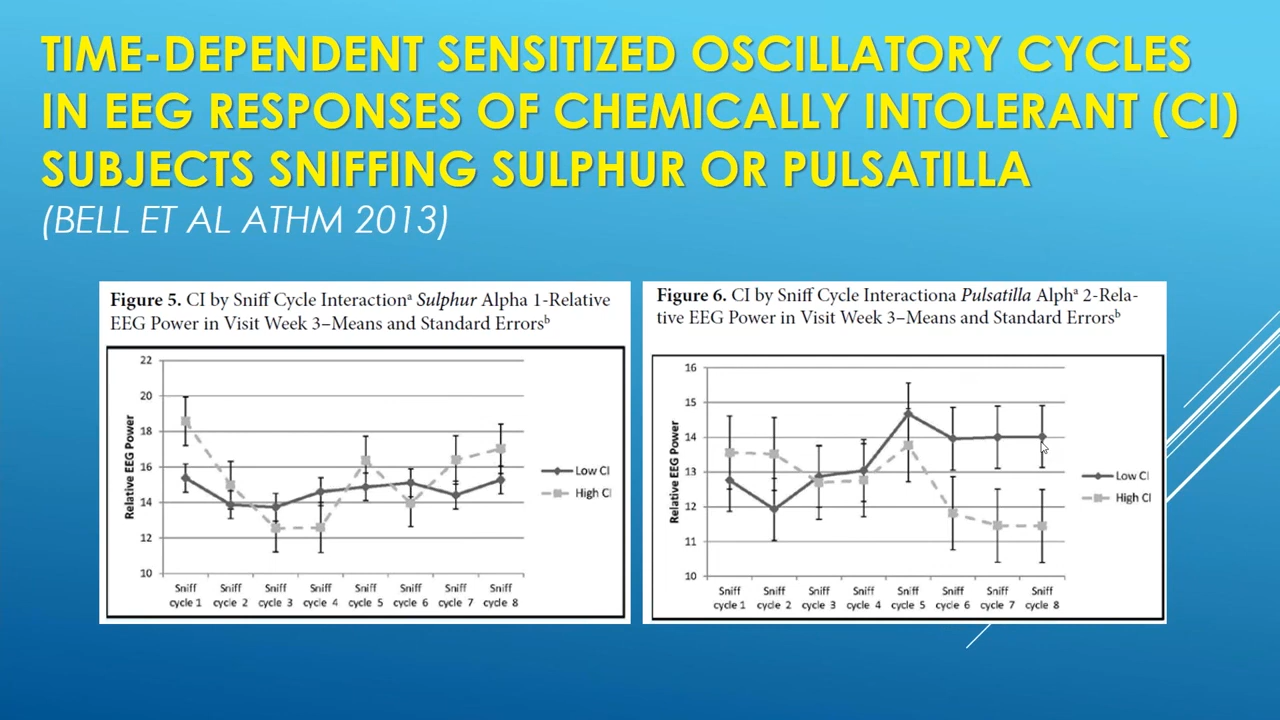 TIME-DEPENDENT SENSITIZED OSCILLATORY CYCLES
IN EEG RESPONSES OF CHEMICALLY INTOLERANT (CI)
SUBJECTS SNIFFING SULPHUR OR PULSATILLA
(BELL ET AL ATHM 2013)
Figure 5. CI by Sniff Cycle Interactionᵃ Sulphur Alpha 1-Relative
EEG Power in Visit Week 3–Means and Standard Errorsᵇ
22
20
18
16
14
12
10
Relative EEG Power
Sniff Sniff Sniff Sniff Sniff Sniff Sniff Sniff
cycle 1 cycle 2 cycle 3 cycle 4 cycle 5 cycle 6 cycle 7 cycle 8
Low CI
High CI
Figure 6. CI by Sniff Cycle Interactiona Pulsatilla Alphᵃ 2-Rela-
tive EEG Power in Visit Week 3–Means and Standard Errorsᵇ
16
15
14
13
12
11
10
Relative EEG Power
Sniff Sniff Sniff Sniff Sniff Sniff Sniff Sniff
cycle 1 cycle 2 cycle 3 cycle 4 cycle 5 cycle 6 cycle 7 cycle 8
Low CI
High CI